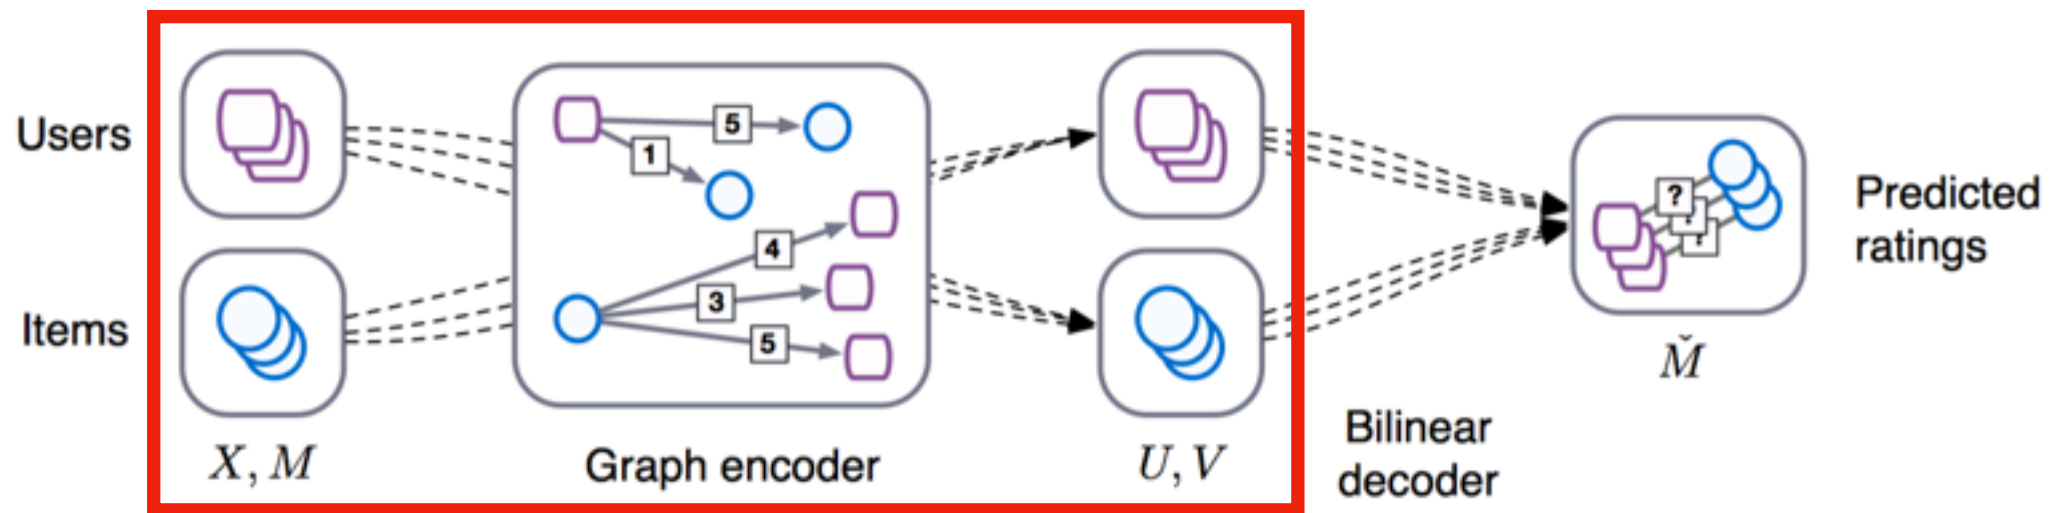 Users
Items
X, M
5
1
4
3
5
Graph encoder
U, V
Bilinear
decoder
?
?
?
M̌
Predicted
ratings